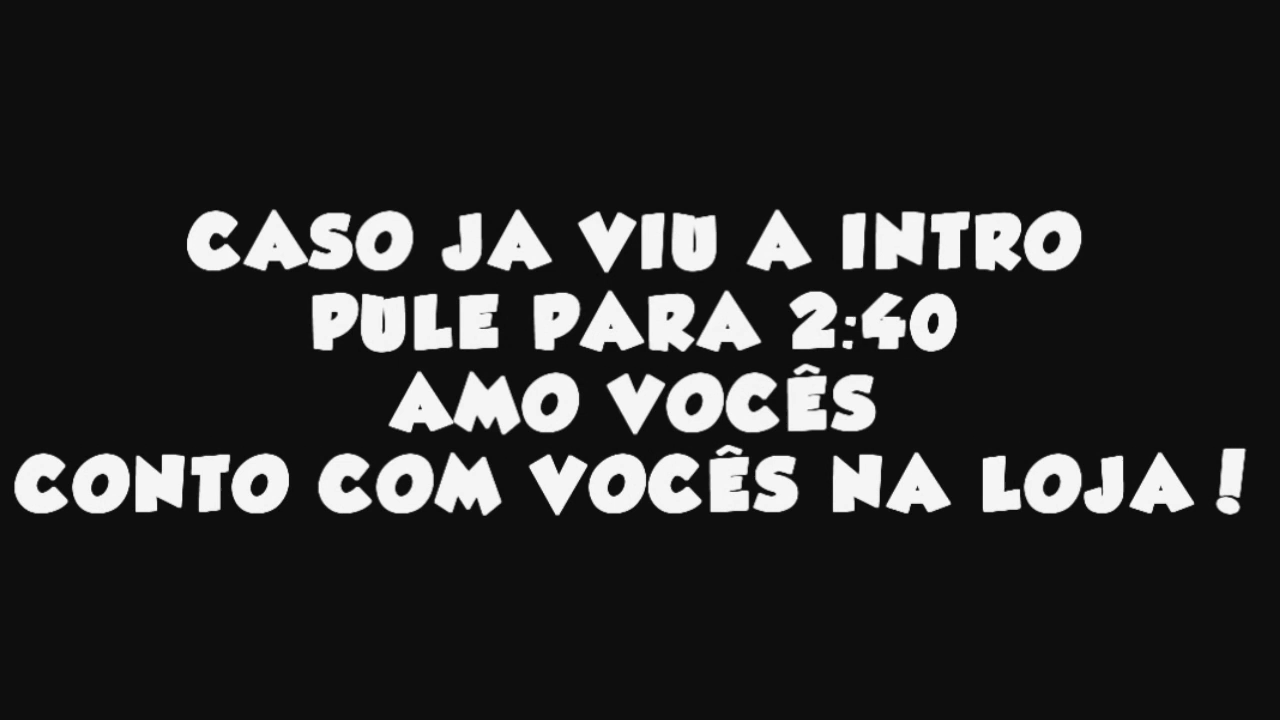 CASO JA VIU A INTRO
PULE PARA 2:40
AMO VOCÊS
CONTO COM VOCÊS NA LOJA!